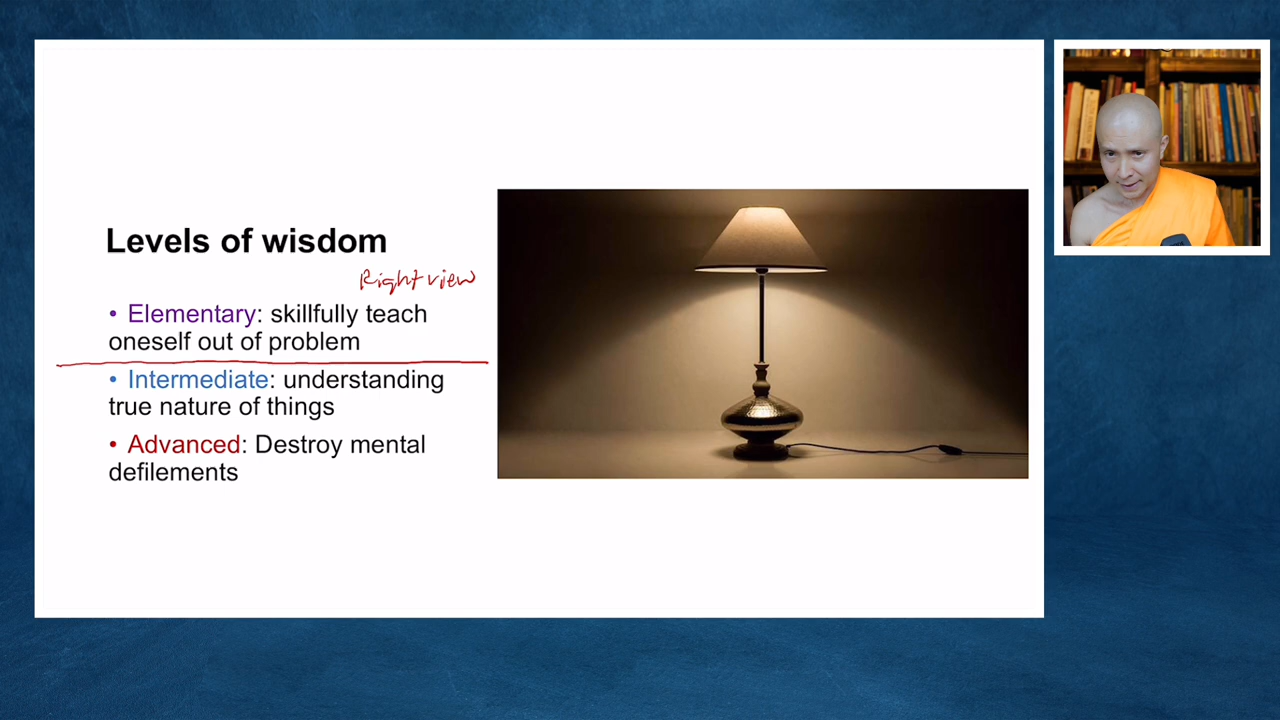 Levels of wisdom
Right view
• Elementary: skillfully teach
oneself out of problem
• Intermediate: understanding
true nature of things
• Advanced: Destroy mental
defilements